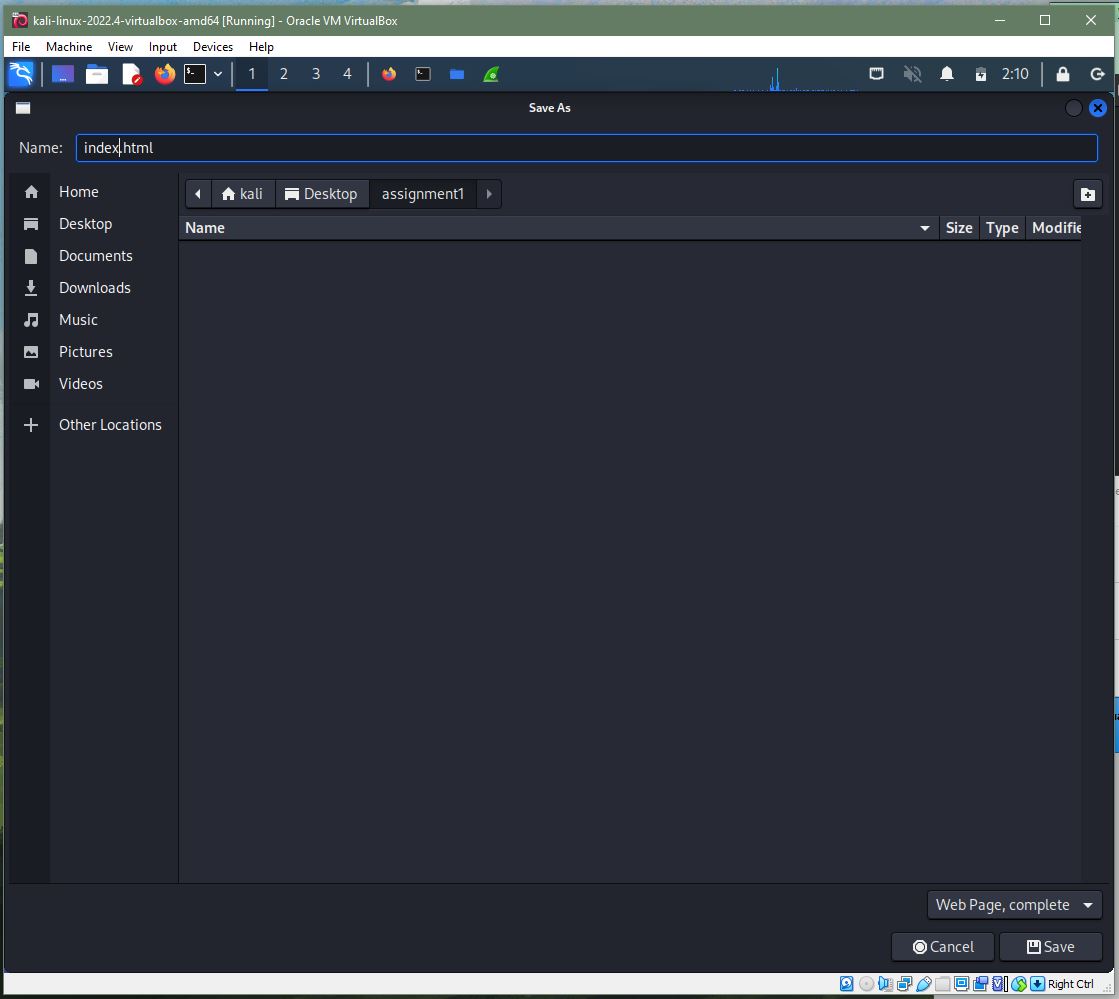 kali-linux-2022.4-virtualbox-amd64 [Running] - Oracle VM VirtualBox
File Machine View Input Devices Help
1 2 3 4 2:10
Save As
Name: index.html
Home
Desktop
Documents
Downloads
Music
Pictures
Videos
Other Locations
kali Desktop assignment1
Name Size Type Modifie
Web Page, complete
Cancel Save
Right Ctrl